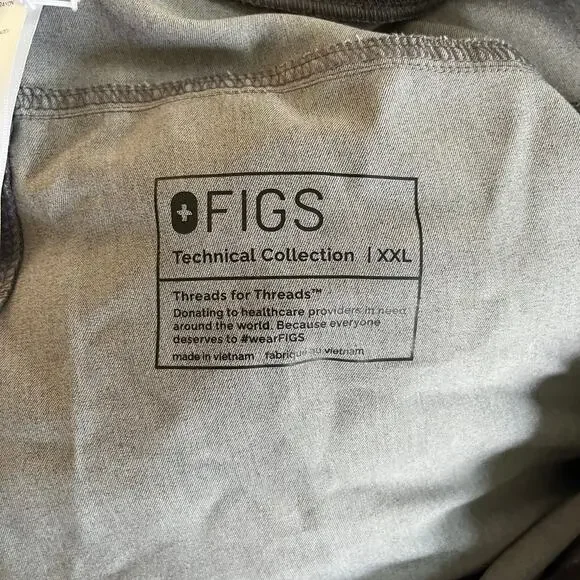 FIGS
Technical Collection | XXL
Threads for Threads™
Donating to healthcare providers in need
around the world. Because everyone
deserves to #wearFIGS
made in vietnam fabriqué au vietnam